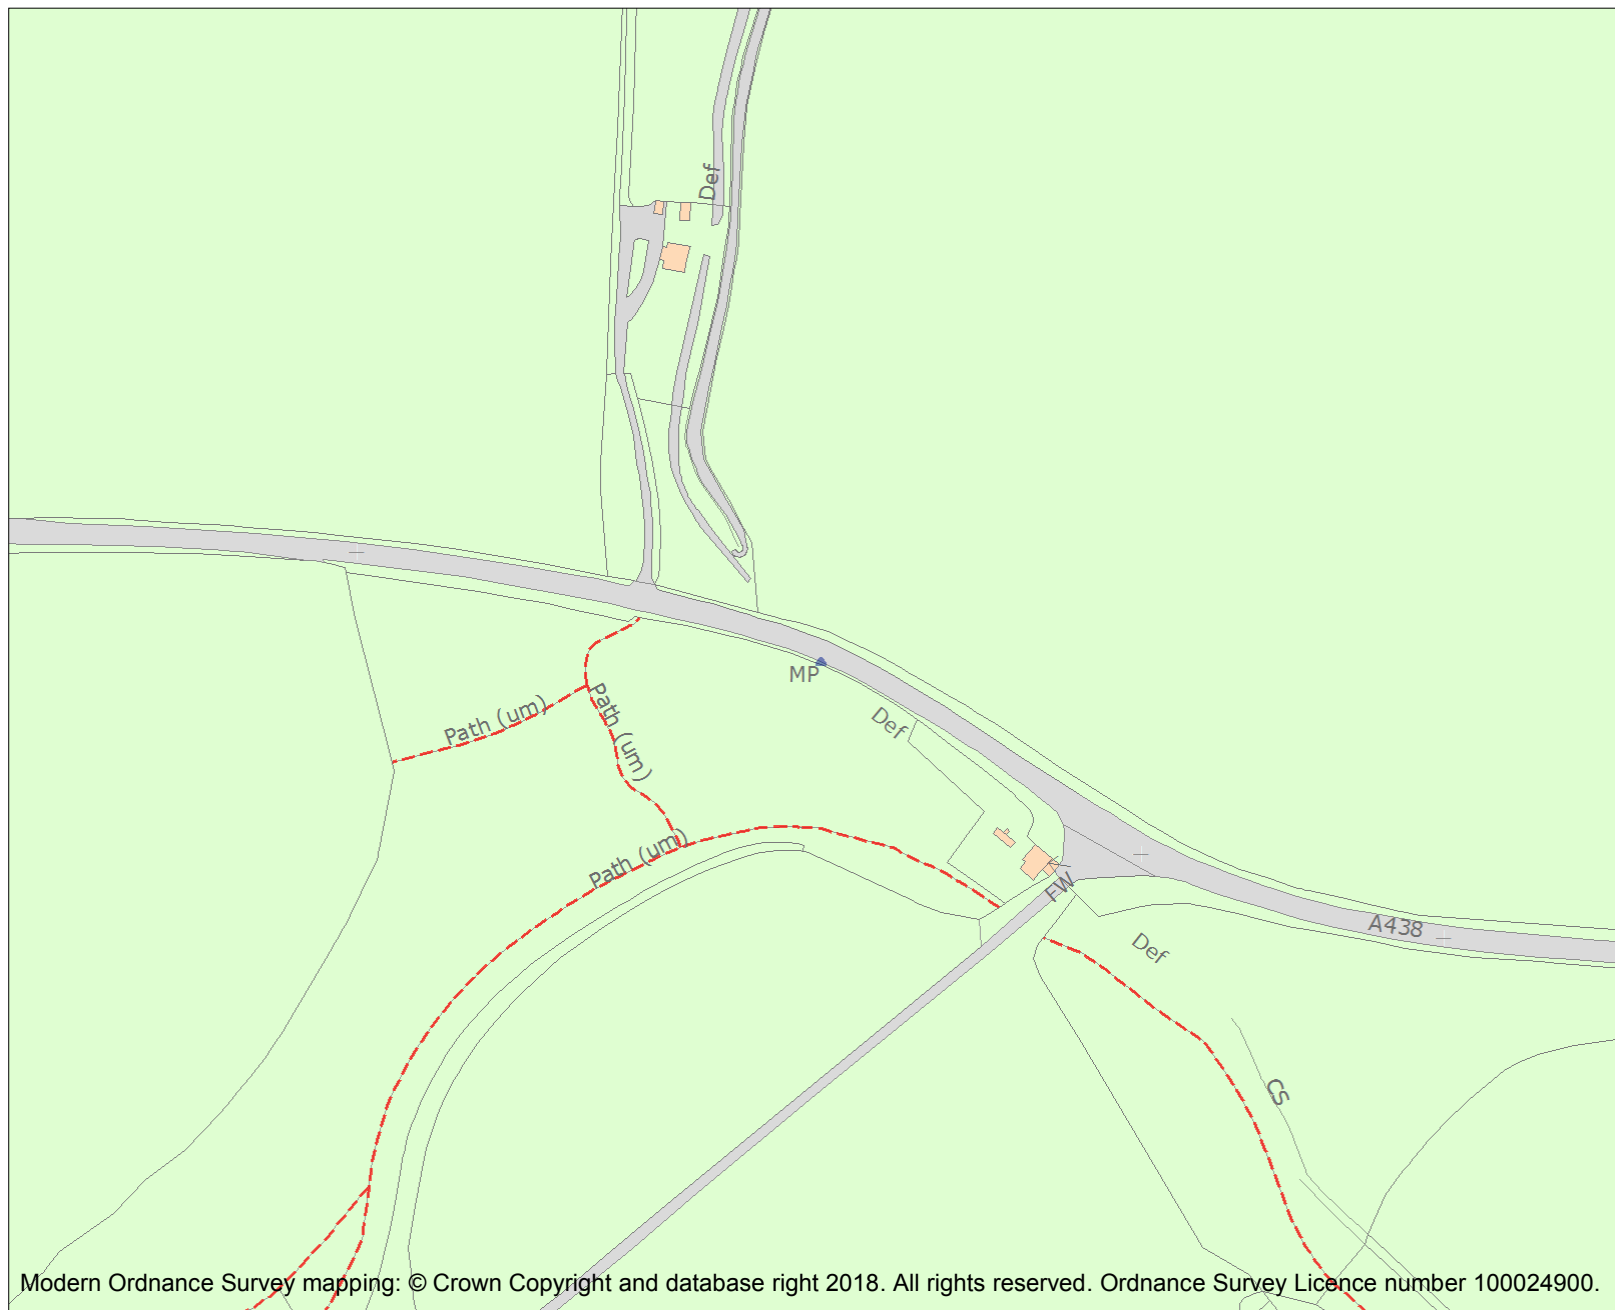 Def
Path (um)
Path (um)
MP
Def
Path (um)
FW
A438
Def
CS
Modern Ordnance Survey mapping: © Crown Copyright and database right 2018. All rights reserved. Ordnance Survey Licence number 100024900.